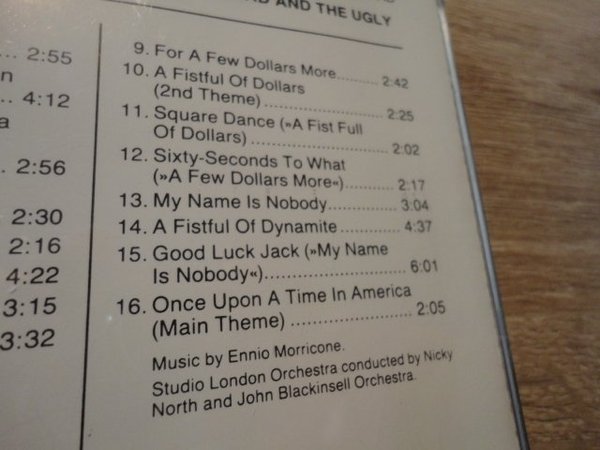 AND THE UGLY
2:55
n
4:12
a
2:56
2:30
2:16
4:22
3:15
3:32
9. For A Few Dollars More......... 2:42
10. A Fistful Of Dollars
(2nd Theme)..................... 2:25
11. Square Dance (»A Fist Full
Of Dollars)....................... 2:02
12. Sixty-Seconds To What
(»A Few Dollars More«)......... 2:17
13. My Name Is Nobody............. 3:04
14. A Fistful Of Dynamite........... 4:37
15. Good Luck Jack (»My Name
Is Nobody«)....................... 6:01
16. Once Upon A Time In America
(Main Theme) ................... 2:05
Music by Ennio Morricone.
Studio London Orchestra conducted by Nicky
North and John Blackinsell Orchestra.